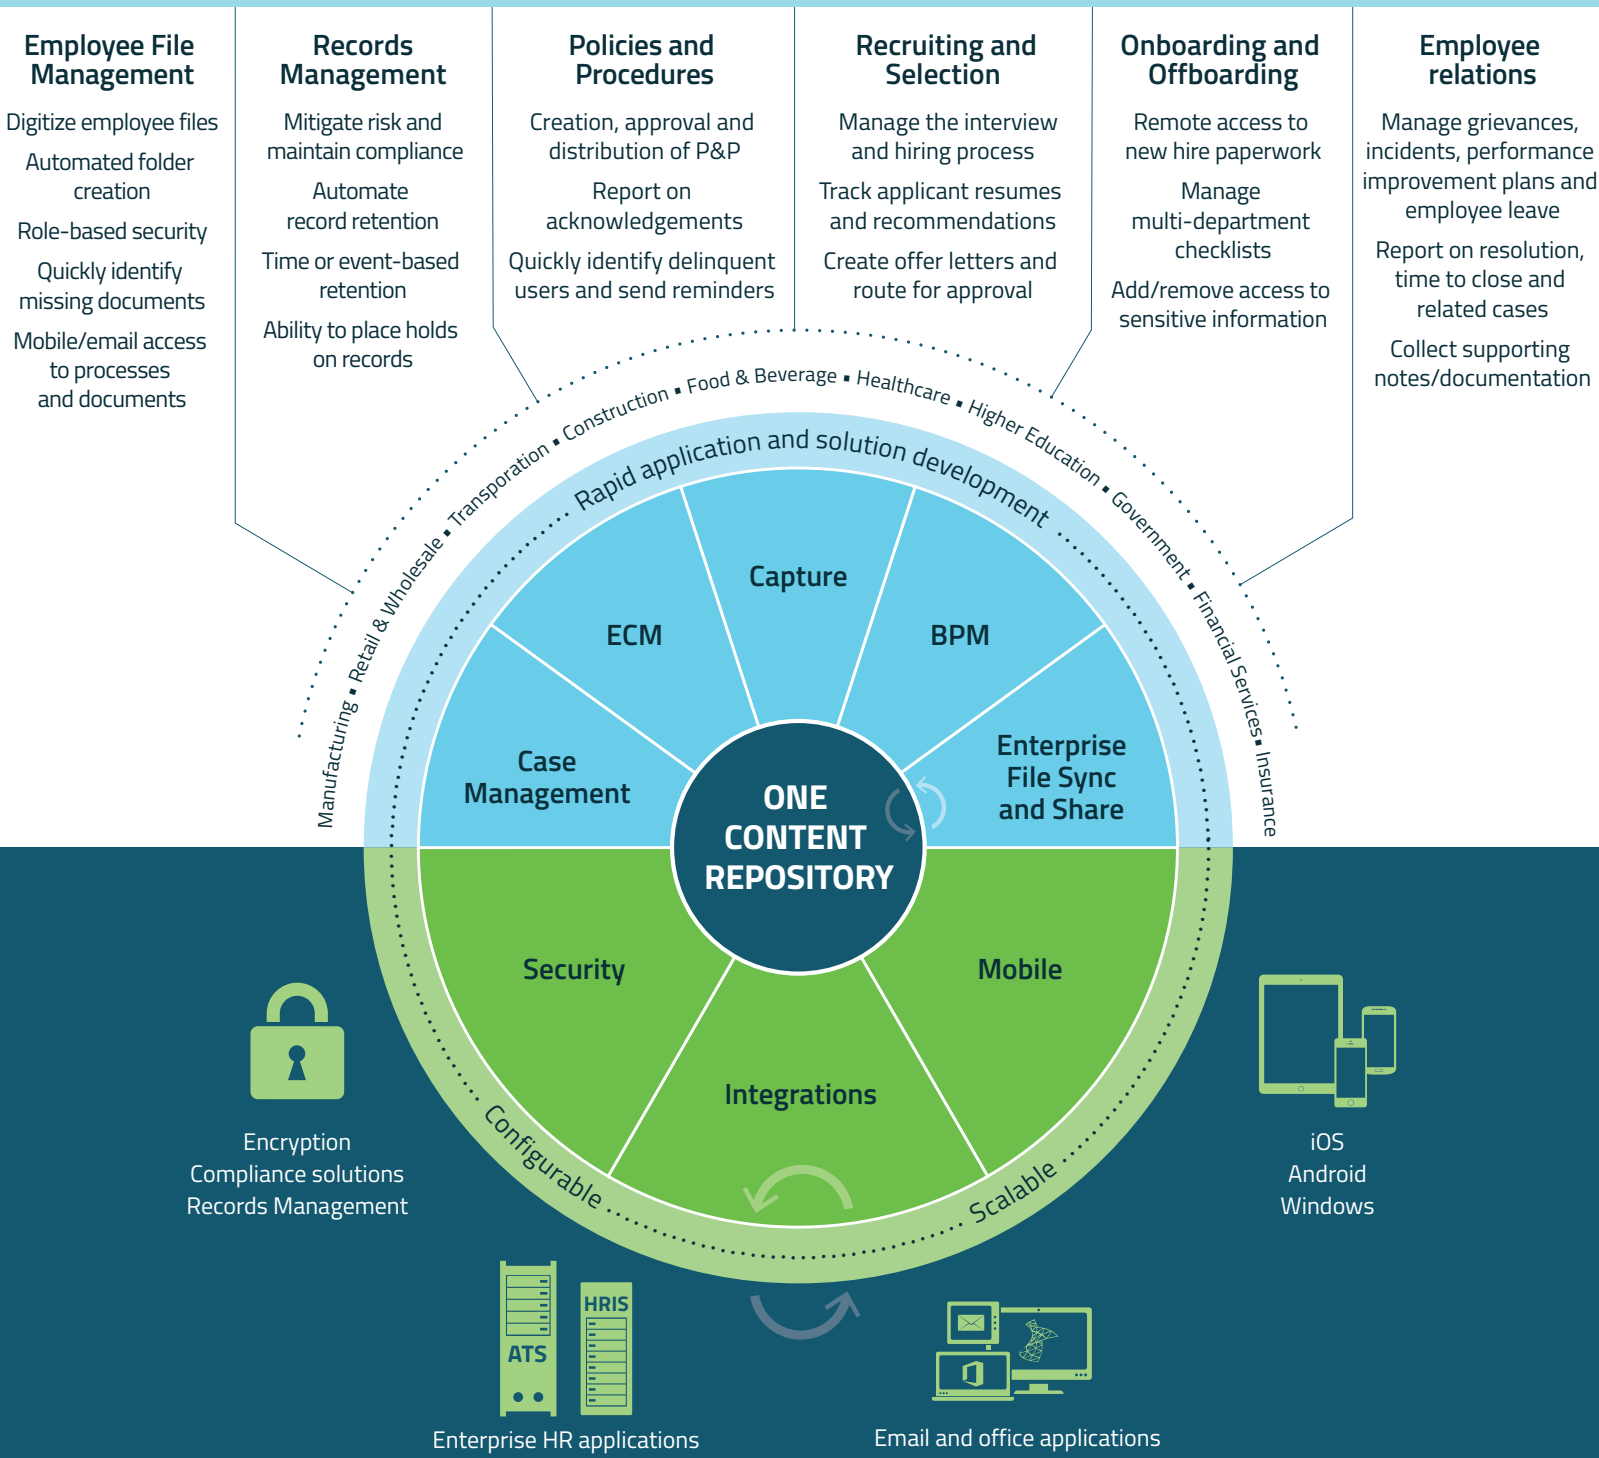 Employee File
Management
Digitize employee files
Automated folder
creation
Role-based security
Quickly identify
missing documents
Mobile/email access
to processes
and documents
Records
Management
Mitigate risk and
maintain compliance
Automate
record retention
Time or event-based
retention
Ability to place holds
on records
Policies and
Procedures
Creation, approval and
distribution of P&P
Report on
acknowledgements
Quickly identify delinquent
users and send reminders
Recruiting and
Selection
Manage the interview
and hiring process
Track applicant resumes
and recommendations
Create offer letters and
route for approval
Onboarding and
Offboarding
Remote access to
new hire paperwork
Manage
multi-department
checklists
Add/remove access to
sensitive information
Employee
relations
Manage grievances,
incidents, performance
improvement plans and
employee leave
Report on resolution,
time to close and
related cases
Collect supporting
notes/documentation
Manufacturing ▪ Retail & Wholesale ▪ Transporation ▪ Construction ▪ Food & Beverage ▪ Healthcare ▪ Higher Education ▪ Government ▪ Financial Services ▪ Insurance
Rapid application and solution development
Capture
ECM
BPM
Case
Management
Enterprise
File Sync
and Share
ONE
CONTENT
REPOSITORY
Security
Mobile
Integrations
Configurable
Scalable
Encryption
Compliance solutions
Records Management
iOS
Android
Windows
HRIS
ATS
Enterprise HR applications
Email and office applications